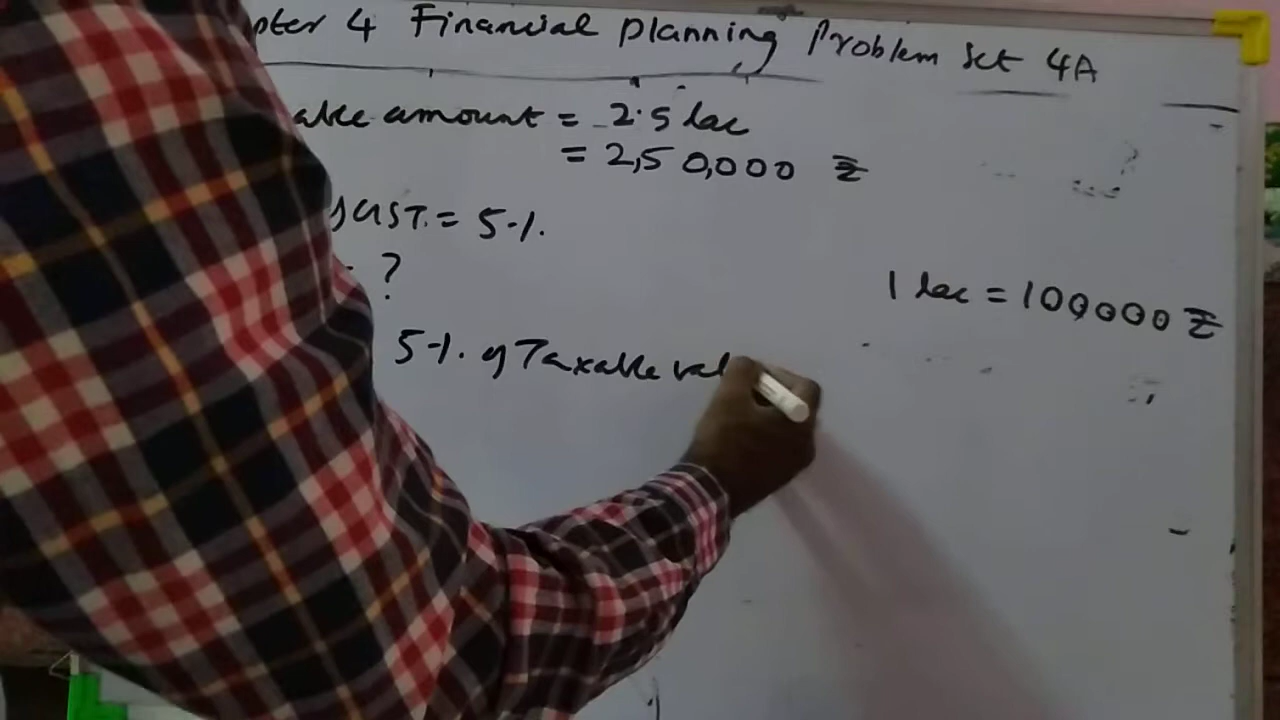 pter 4 Financial planning Problem Set 4A
able amount = 2.5 lac
= 2,50,000 ₹
GST. = 5%.
?
1 lac = 100000 ₹
5%. of Taxable val